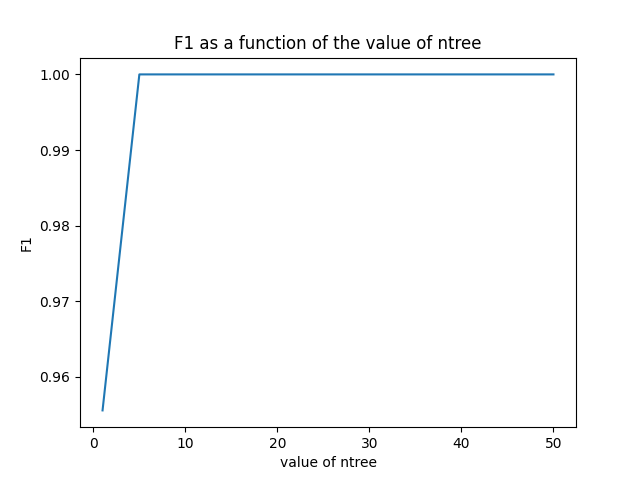 F1 as a function of the value of ntree
1.00
0.99
0.98
0.97
0.96
F1
0 10 20 30 40 50
value of ntree